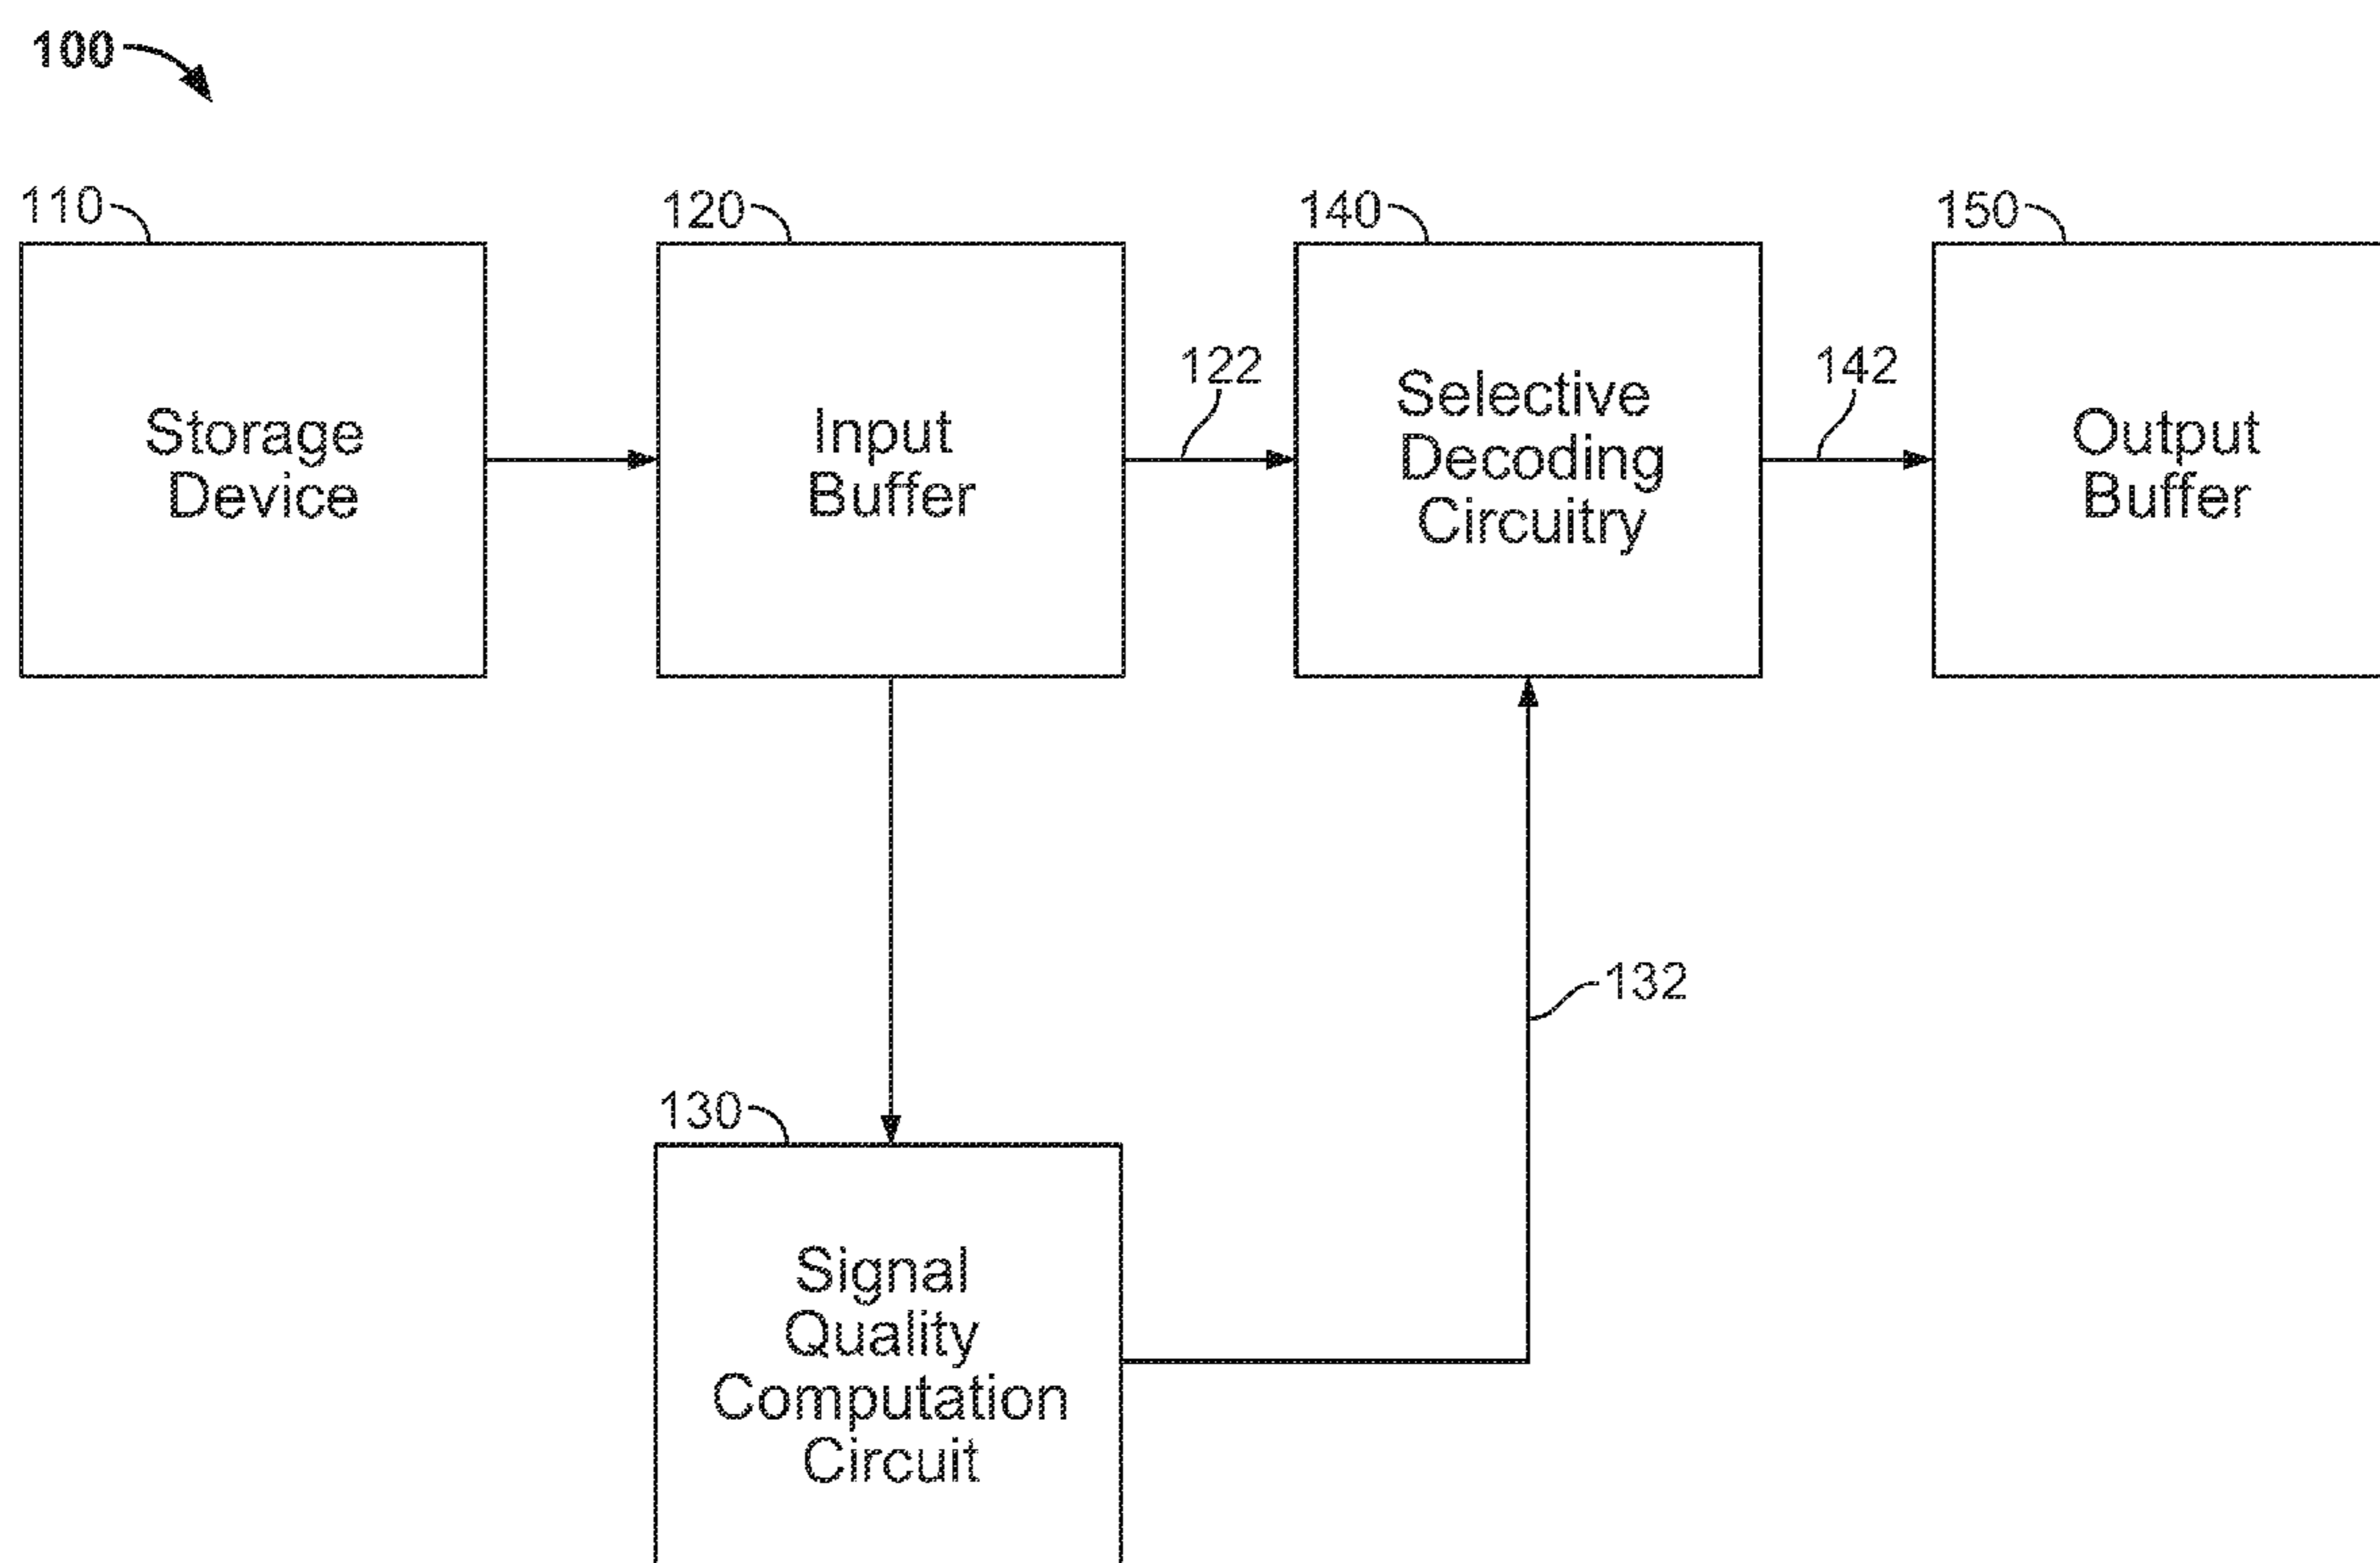 100
110
120
140
150
Storage
Device
Input
Buffer
122
Selective
Decoding
Circuitry
142
Output
Buffer
132
130
Signal
Quality
Computation
Circuit